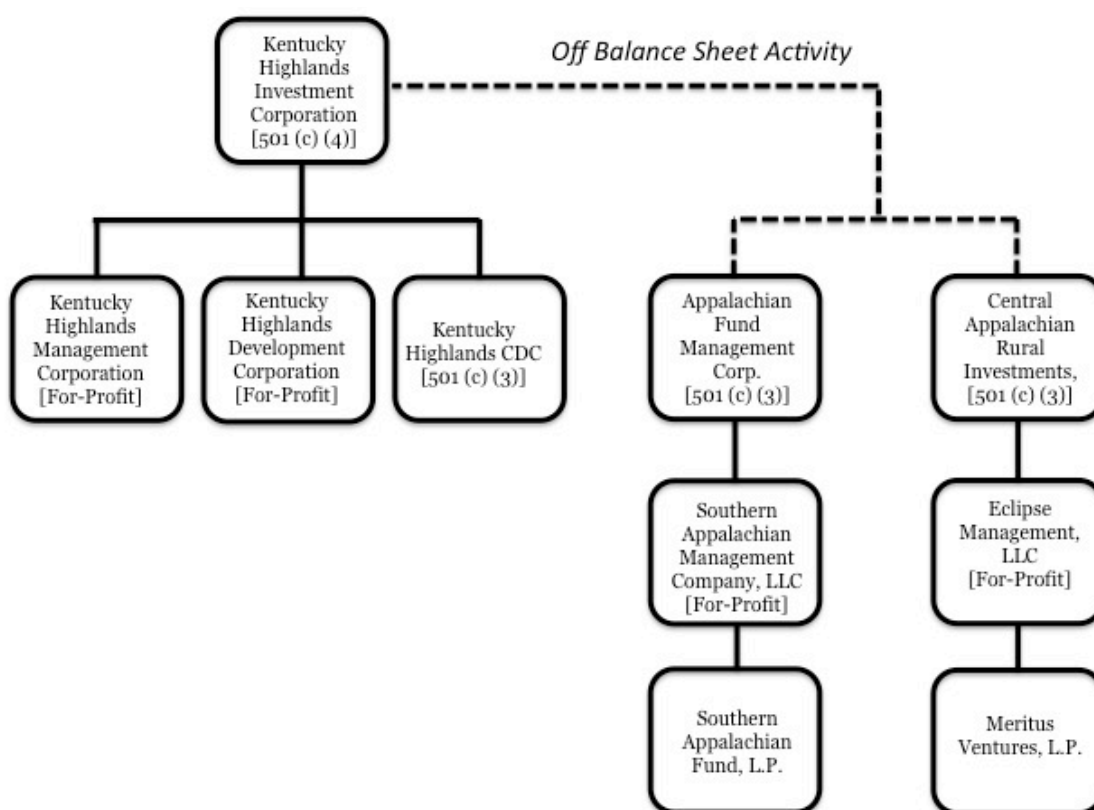 Kentucky
Highlands
Investment
Corporation
[501 (c) (4)]
Off Balance Sheet Activity
Kentucky
Highlands
Management
Corporation
[For-Profit]
Kentucky
Highlands
Development
Corporation
[For-Profit]
Kentucky
Highlands CDC
[501 (c) (3)]
Appalachian
Fund
Management
Corp.
[501 (c) (3)]
Central
Appalachian
Rural
Investments,
[501 (c) (3)]
Southern
Appalachian
Management
Company, LLC
[For-Profit]
Eclipse
Management,
LLC
[For-Profit]
Southern
Appalachian
Fund, L.P.
Meritus
Ventures, L.P.